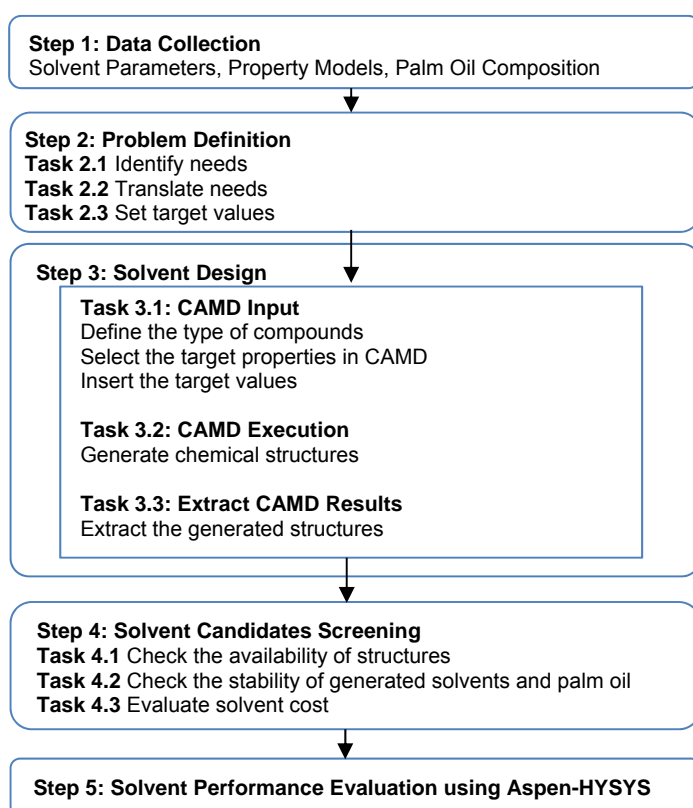 Step 1: Data Collection
Solvent Parameters, Property Models, Palm Oil Composition
Step 2: Problem Definition
Task 2.1 Identify needs
Task 2.2 Translate needs
Task 2.3 Set target values
Step 3: Solvent Design
Task 3.1: CAMD Input
Define the type of compounds
Select the target properties in CAMD
Insert the target values
Task 3.2: CAMD Execution
Generate chemical structures
Task 3.3: Extract CAMD Results
Extract the generated structures
Step 4: Solvent Candidates Screening
Task 4.1 Check the availability of structures
Task 4.2 Check the stability of generated solvents and palm oil
Task 4.3 Evaluate solvent cost
Step 5: Solvent Performance Evaluation using Aspen-HYSYS